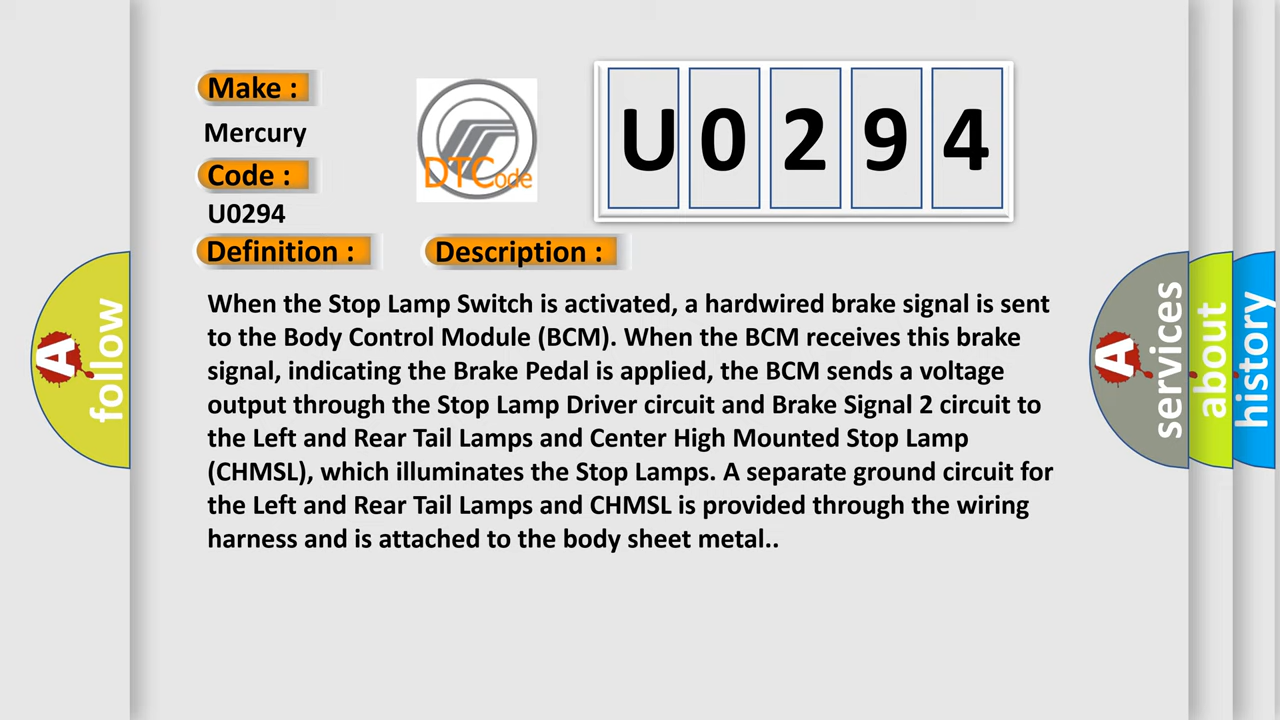 Make :
Mercury
Code :
U0294
Definition :
Description :
DTCode
U0294
When the Stop Lamp Switch is activated, a hardwired brake signal is sent
to the Body Control Module (BCM). When the BCM receives this brake
signal, indicating the Brake Pedal is applied, the BCM sends a voltage
output through the Stop Lamp Driver circuit and Brake Signal 2 circuit to
the Left and Rear Tail Lamps and Center High Mounted Stop Lamp
(CHMSL), which illuminates the Stop Lamps. A separate ground circuit for
the Left and Rear Tail Lamps and CHMSL is provided through the wiring
harness and is attached to the body sheet metal..
A
follow
A
services
about
history